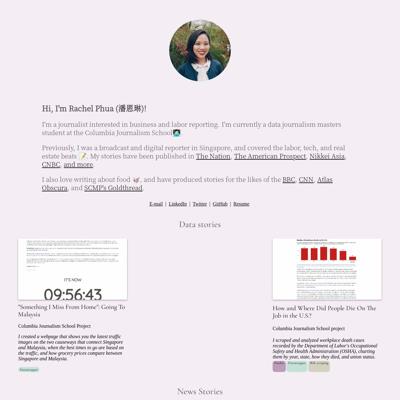 Hi, I'm Rachel Phua (潘恩琳)!
I'm a journalist interested in business and labor reporting. I'm currently a data journalism masters
student at the Columbia Journalism School
Previously, I was a broadcast and digital reporter in Singapore, and covered the labor, tech, and real
estate beats. My stories have been published in The Nation, The American Prospect, Nikkei Asia,
CNBC, and more.
I also love writing about food, and have produced stories for the likes of the BBC, CNN, Atlas
Obscura, and SCMP's Goldthread.
E-mail | LinkedIn | Twitter | GitHub | Resume
Data stories
IT'S NOW
09:56:43
"Something I Miss From Home": Going To
Malaysia
Columbia Journalism School Project
I created a webpage that shows you the latest traffic
images on the two causeways that connect Singapore
and Malaysia, when the best times to go are based on
the traffic, and how grocery prices compare between
Singapore and Malaysia.
How and Where Did People Die On The
Job in the U.S.?
Columbia Journalism School project
I scraped and analyzed workplace death cases
recorded by the Department of Labor's Occupational
Safety and Health Administration (OSHA), charting
them by year, state, how they died, and union status.
News Stories